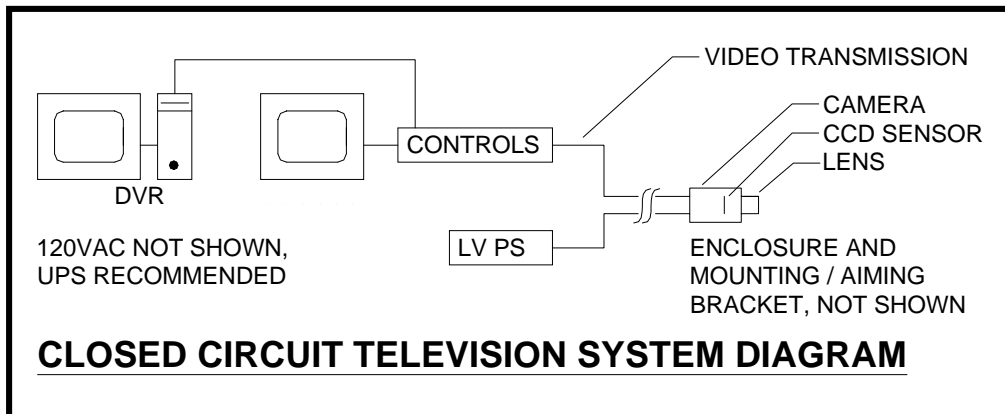 VIDEO TRANSMISSION
CAMERA
CCD SENSOR
LENS
CONTROLS
DVR
LV PS
120VAC NOT SHOWN,
UPS RECOMMENDED
ENCLOSURE AND
MOUNTING / AIMING
BRACKET, NOT SHOWN
CLOSED CIRCUIT TELEVISION SYSTEM DIAGRAM